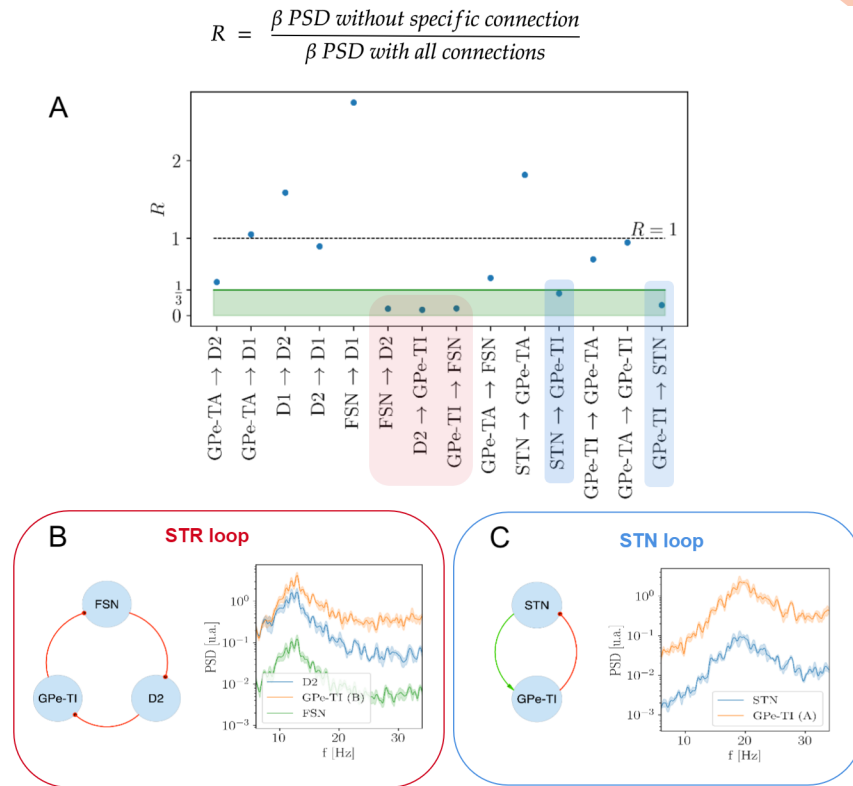 R = β PSD without specific connection
β PSD with all connections
A
R
2
1
1/3
0
R = 1
GPe-TA → D2
GPe-TA → D1
D1 → D2
D2 → D1
FSN → D1
FSN → D2
D2 → GPe-TI
GPe-TI → FSN
GPe-TA → FSN
STN → GPe-TA
STN → GPe-TI
GPe-TI → GPe-TA
GPe-TA → GPe-TI
GPe-TI → STN
B
STR loop
FSN
GPe-TI
D2
PSD [u.a.]
10⁰
10⁻¹
10⁻²
10⁻³
D2
GPe-TI (B)
FSN
10
30
f [Hz]
C
STN loop
STN
GPe-TI
PSD [u.a.]
10⁰
10⁻¹
10⁻²
10⁻³
STN
GPe-TI (A)
10
20
30
f [Hz]